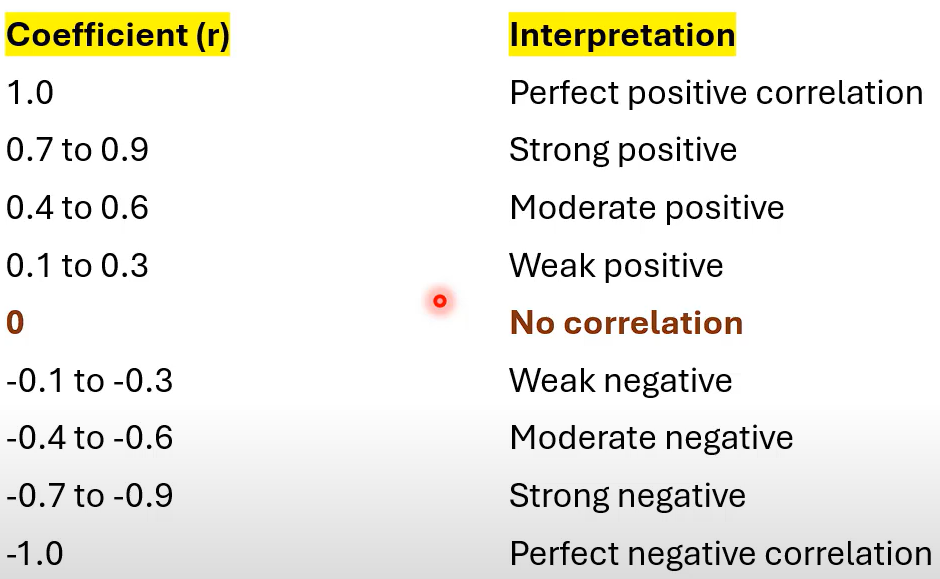 Coefficient (r) Interpretation
1.0 Perfect positive correlation
0.7 to 0.9 Strong positive
0.4 to 0.6 Moderate positive
0.1 to 0.3 Weak positive
0 No correlation
-0.1 to -0.3 Weak negative
-0.4 to -0.6 Moderate negative
-0.7 to -0.9 Strong negative
-1.0 Perfect negative correlation